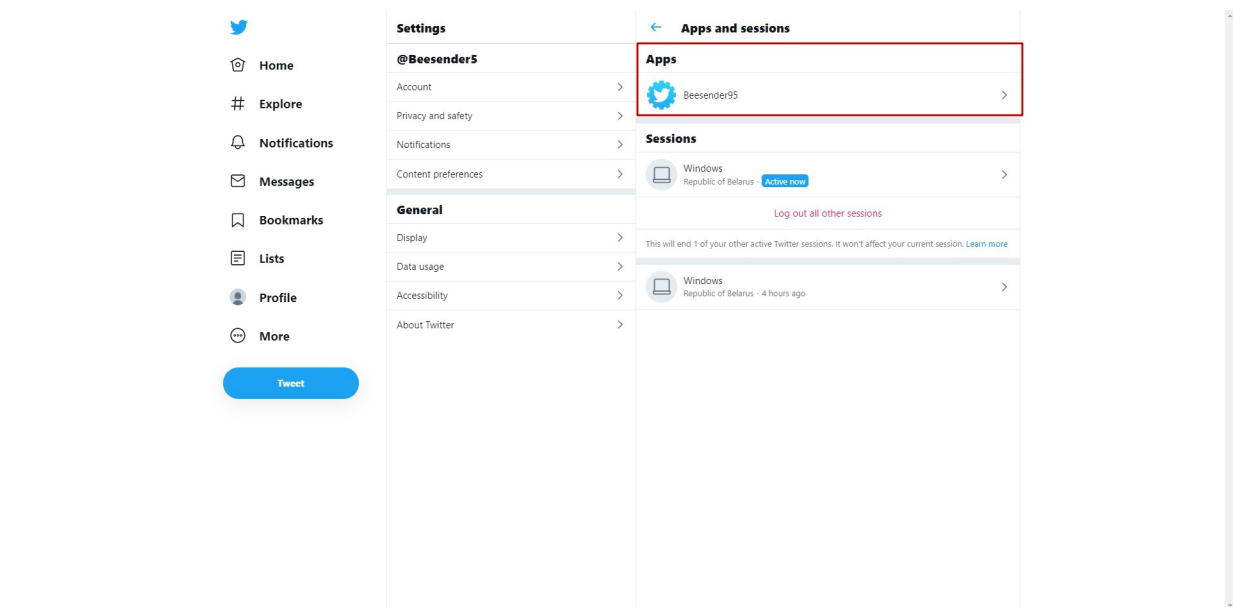 Home
Explore
Notifications
Messages
Bookmarks
Lists
Profile
More
Tweet
Settings
@Beesender5
Account
Privacy and safety
Notifications
Content preferences
General
Display
Data usage
Accessibility
About Twitter
Apps and sessions
Apps
Beesender95
Sessions
Windows
Republic of Belarus · Active now
Log out all other sessions
This will end 1 of your other active Twitter sessions. It won't affect your current session. Learn more
Windows
Republic of Belarus · 4 hours ago